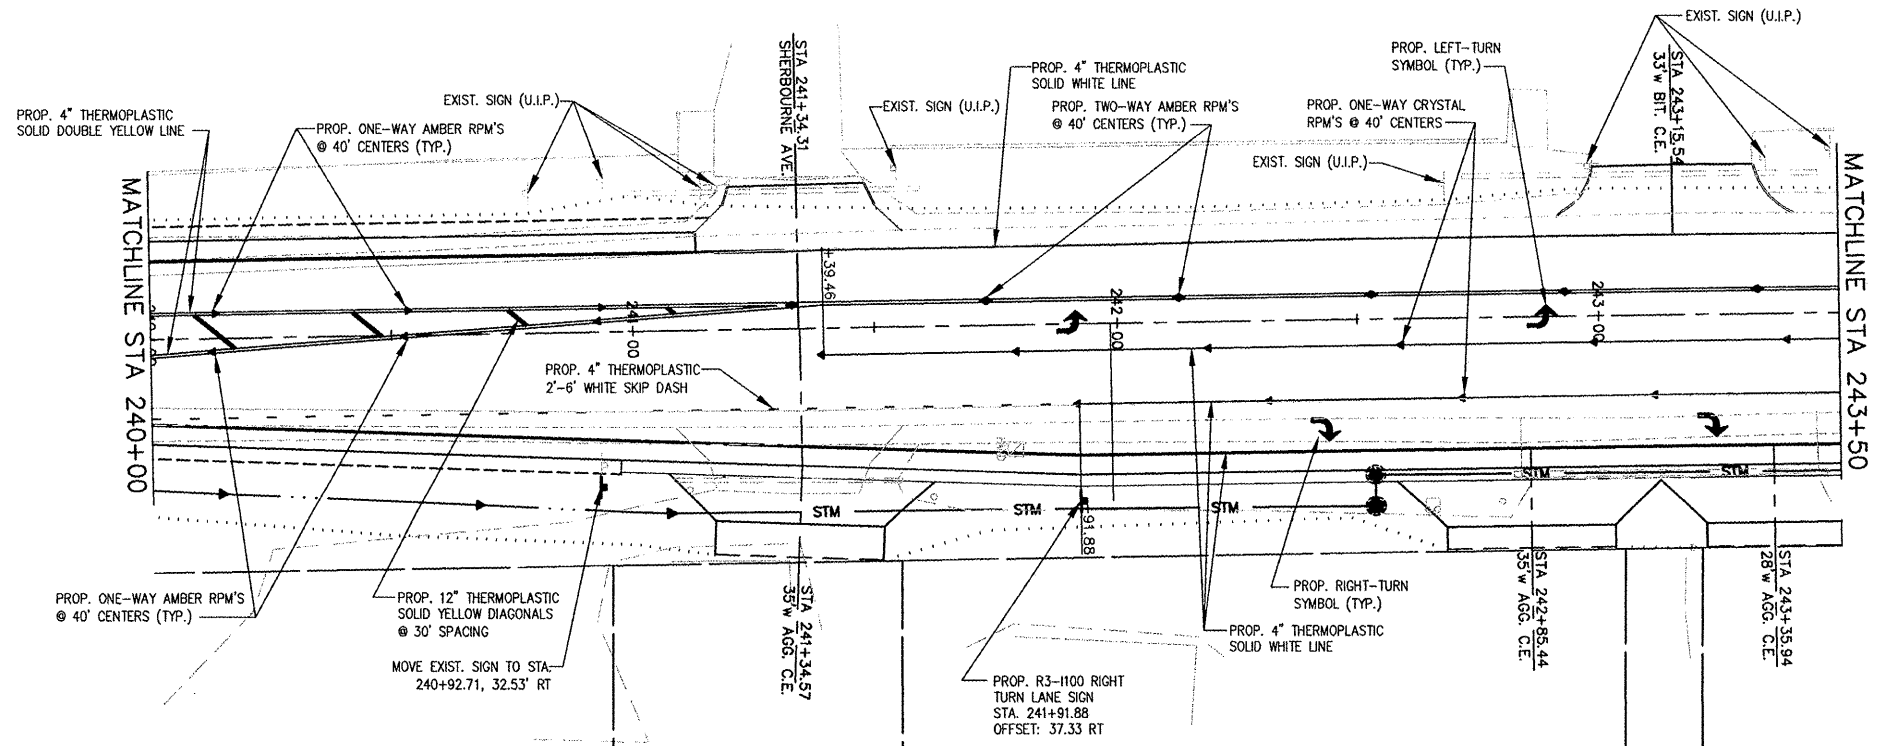 EXIST. SIGN (U.I.P.)
PROP. LEFT-TURN
SYMBOL (TYP.)
STA 241+34.31
SHERBOURNE AVE.
PROP. 4" THERMOPLASTIC
SOLID WHITE LINE
STA 243+15.54
33'W BIT. C.E.
PROP. 4" THERMOPLASTIC
SOLID DOUBLE YELLOW LINE
EXIST. SIGN (U.I.P.)
EXIST. SIGN (U.I.P.)
PROP. TWO-WAY AMBER RPM'S
@ 40' CENTERS (TYP.)
PROP. ONE-WAY CRYSTAL
RPM'S @ 40' CENTERS
PROP. ONE-WAY AMBER RPM'S
@ 40' CENTERS (TYP.)
EXIST. SIGN (U.I.P.)
MATCHLINE STA 240+00
MATCHLINE STA 243+50
+39.46
241+00
242+00
243+00
PROP. 4" THERMOPLASTIC
2'-6' WHITE SKIP DASH
STM
STM
STM
STM
STM
+91.88
PROP. ONE-WAY AMBER RPM'S
@ 40' CENTERS (TYP.)
PROP. 12" THERMOPLASTIC
SOLID YELLOW DIAGONALS
@ 30' SPACING
STA 241+34.57
35'W AGG. C.E.
PROP. RIGHT-TURN
SYMBOL (TYP.)
STA 242+85.44
35'W AGG. C.E.
STA 243+35.94
28'W AGG. C.E.
PROP. 4" THERMOPLASTIC
SOLID WHITE LINE
MOVE EXIST. SIGN TO STA.
240+92.71, 32.53' RT
PROP. R3-I100 RIGHT
TURN LANE SIGN
STA. 241+91.88
OFFSET: 37.33 RT